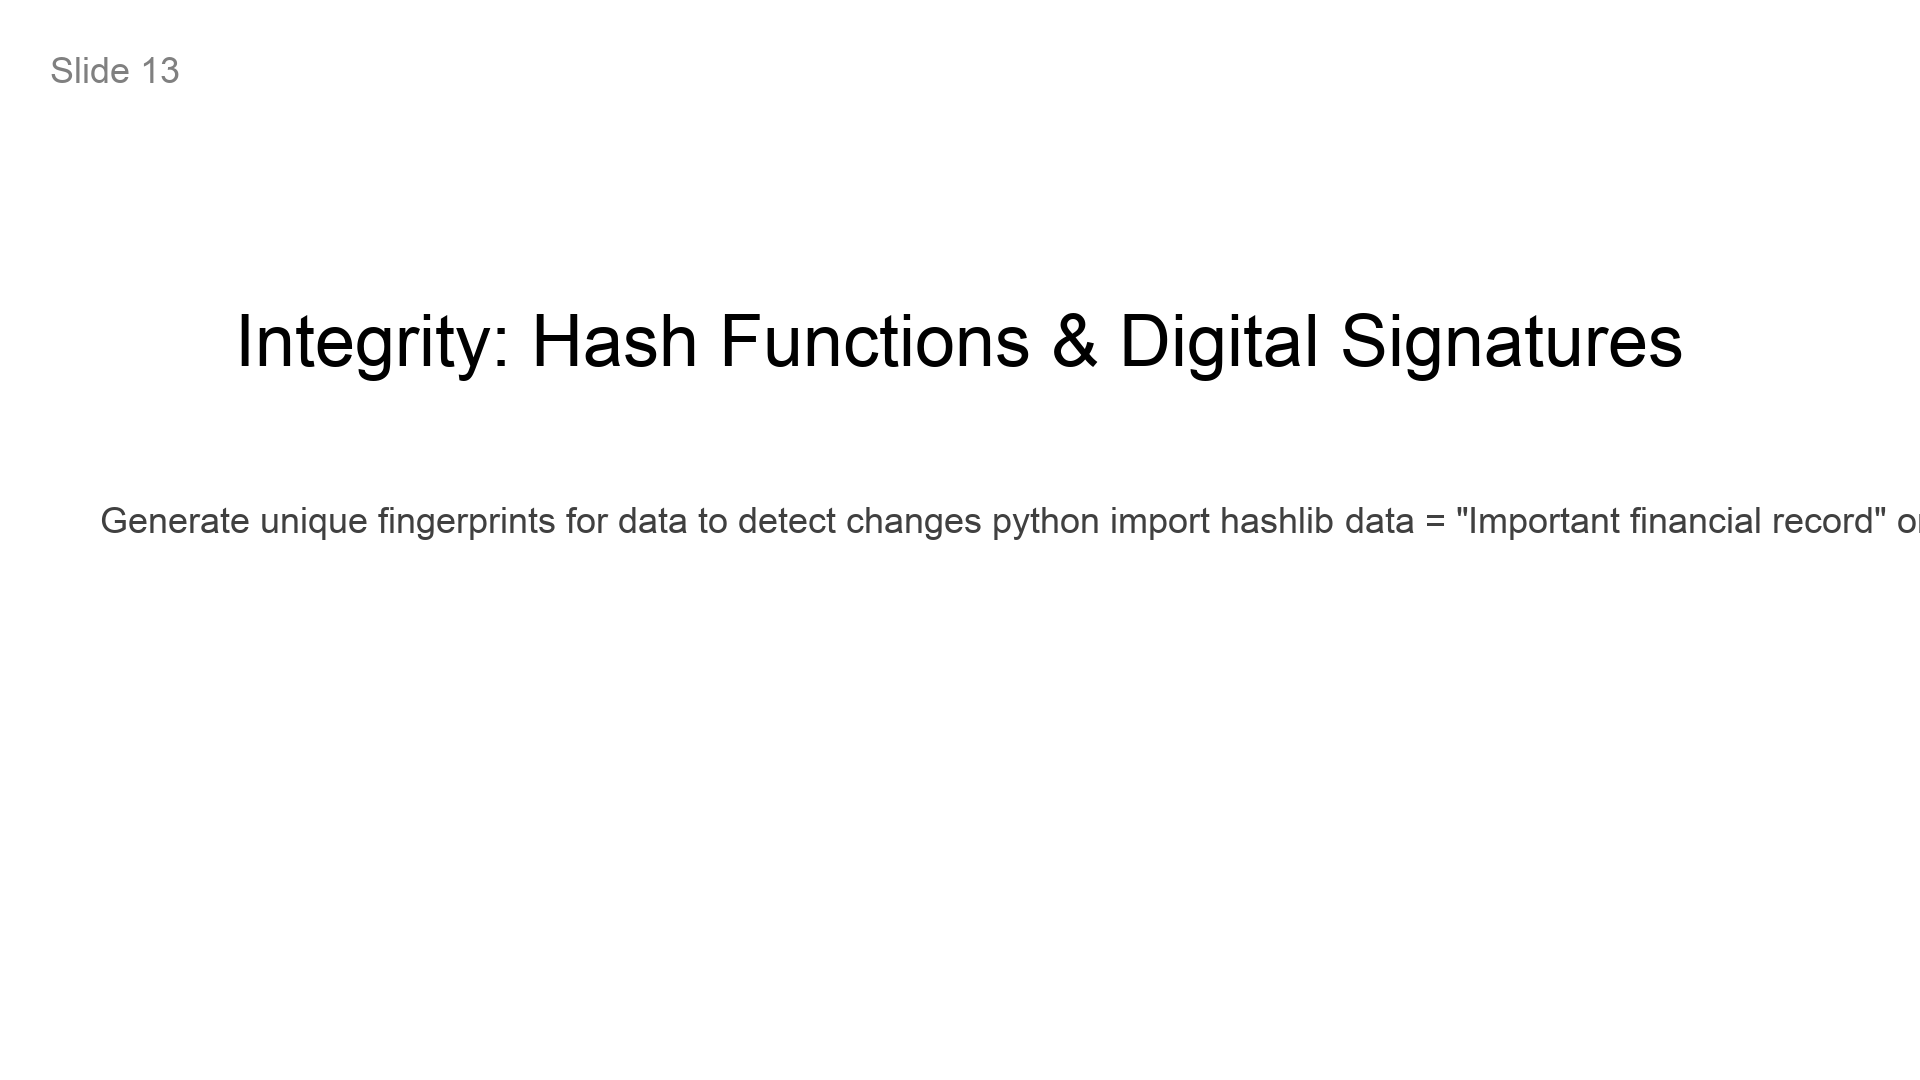 Slide 13
Integrity: Hash Functions & Digital Signatures
Generate unique fingerprints for data to detect changes python import hashlib data = "Important financial record"